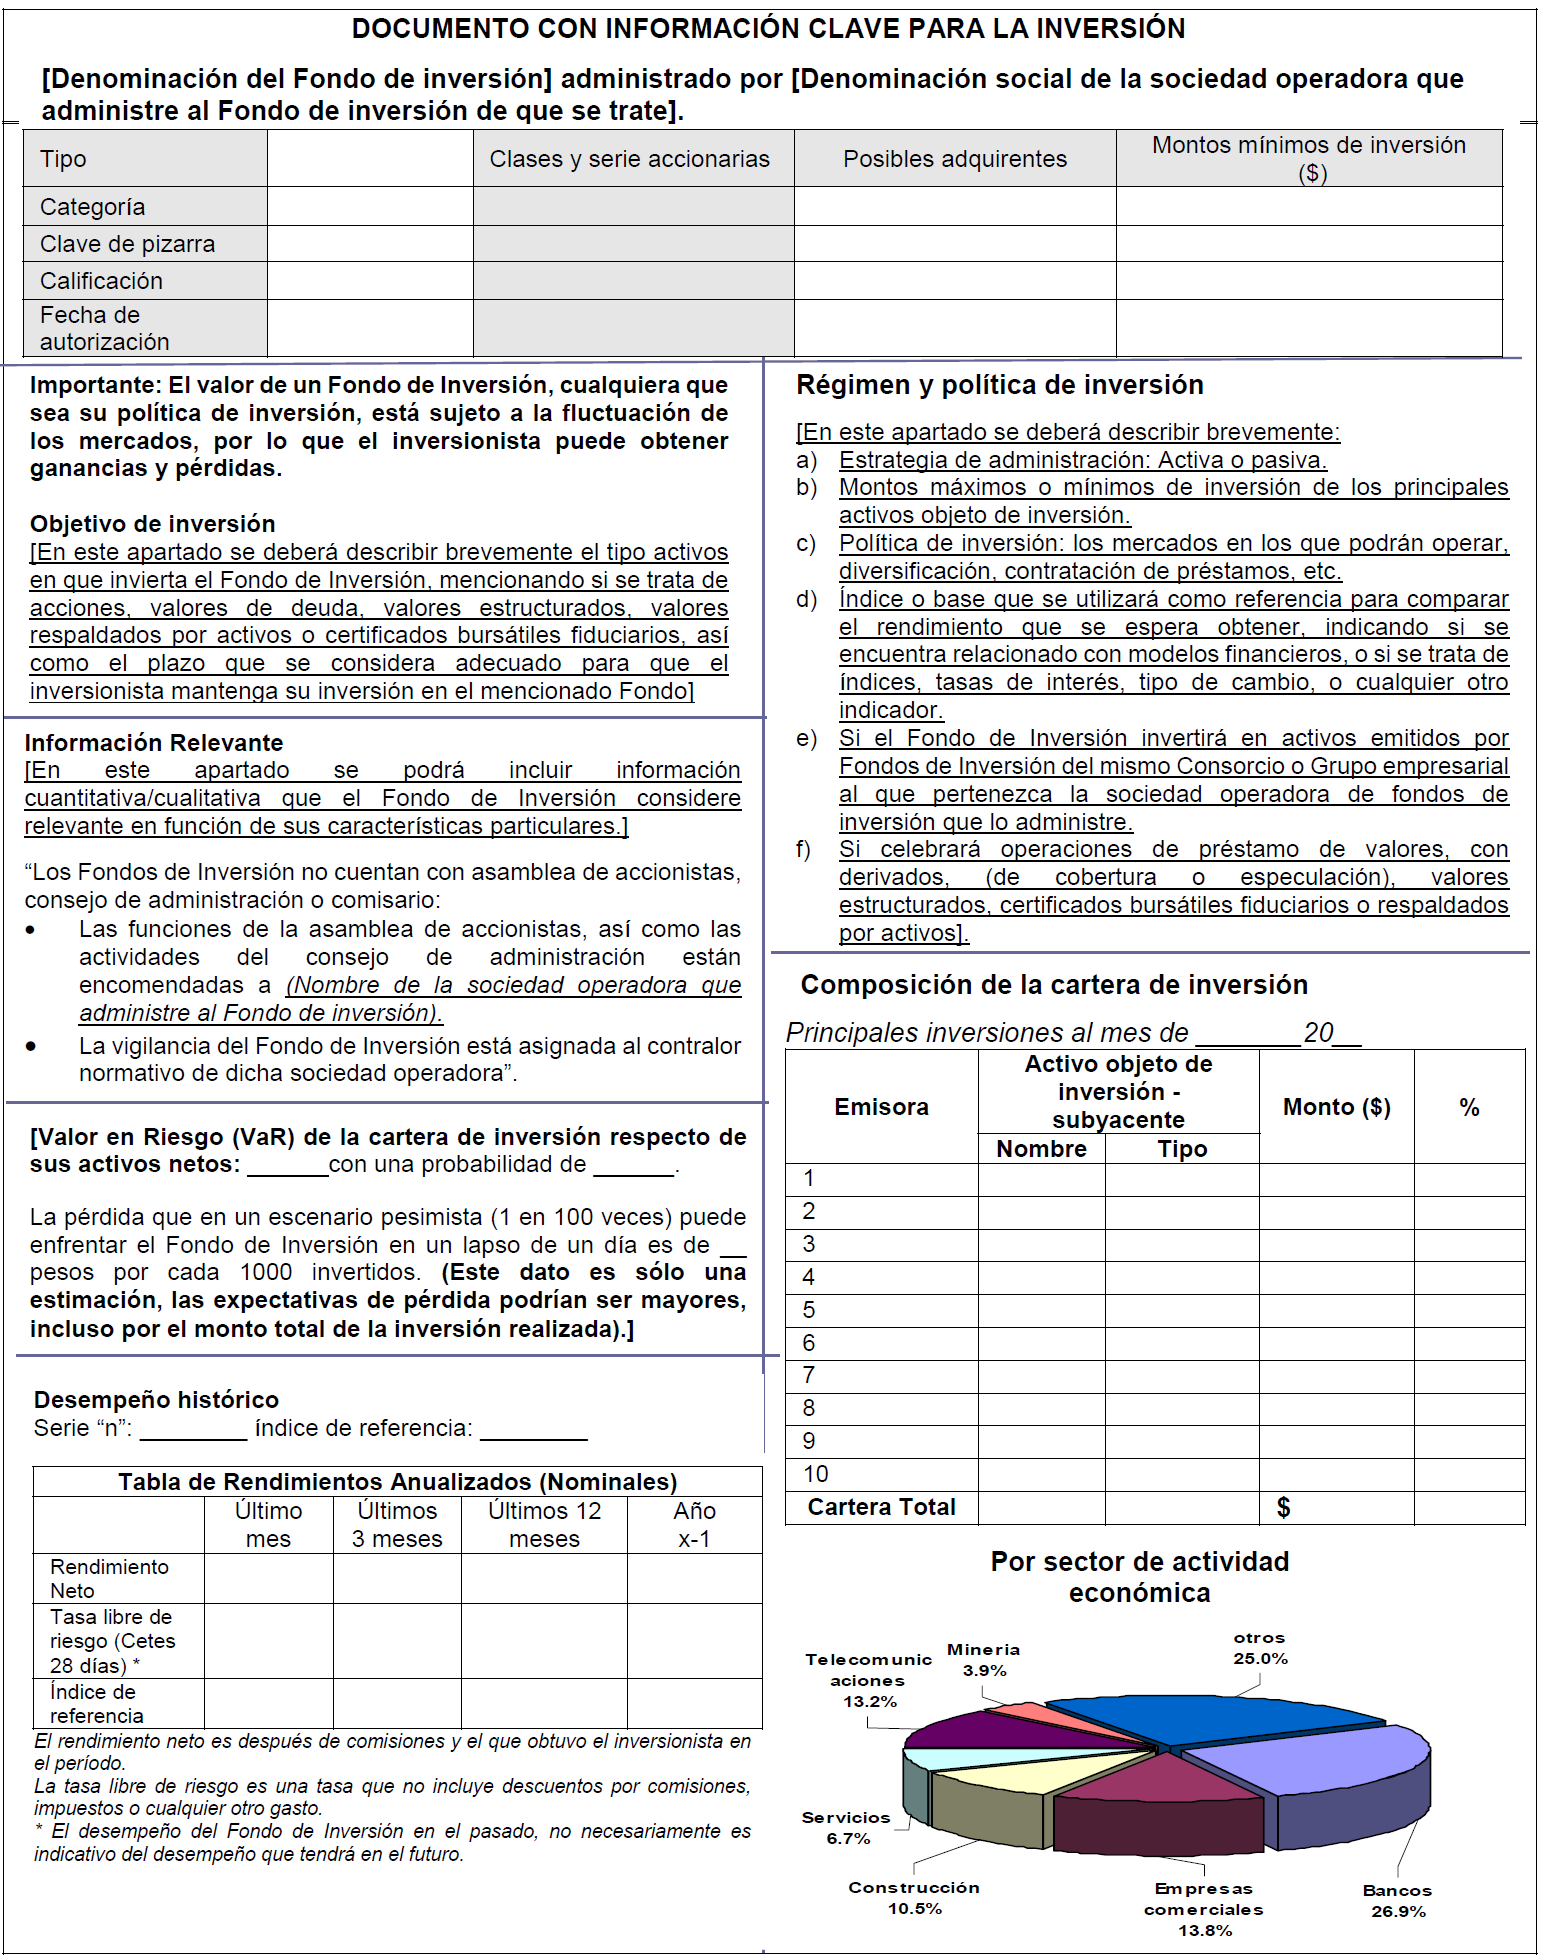 DOCUMENTO CON INFORMACIÓN CLAVE PARA LA INVERSIÓN
[Denominación del Fondo de inversión] administrado por [Denominación social de la sociedad operadora que
administre al Fondo de inversión de que se trate].
Tipo
Clases y serie accionarias
Posibles adquirentes
Montos mínimos de inversión
($)
Categoría
Clave de pizarra
Calificación
Fecha de
autorización
Importante: El valor de un Fondo de Inversión, cualquiera que
sea su política de inversión, está sujeto a la fluctuación de
los mercados, por lo que el inversionista puede obtener
ganancias y pérdidas.
Objetivo de inversión
[En este apartado se deberá describir brevemente el tipo activos
en que invierta el Fondo de Inversión, mencionando si se trata de
acciones, valores de deuda, valores estructurados, valores
respaldados por activos o certificados bursátiles fiduciarios, así
como el plazo que se considera adecuado para que el
inversionista mantenga su inversión en el mencionado Fondo]
Información Relevante
[En este apartado se podrá incluir información
cuantitativa/cualitativa que el Fondo de Inversión considere
relevante en función de sus características particulares.]
“Los Fondos de Inversión no cuentan con asamblea de accionistas,
consejo de administración o comisario:
• Las funciones de la asamblea de accionistas, así como las
actividades del consejo de administración están
encomendadas a (Nombre de la sociedad operadora que
administre al Fondo de inversión).
• La vigilancia del Fondo de Inversión está asignada al contralor
normativo de dicha sociedad operadora”.
[Valor en Riesgo (VaR) de la cartera de inversión respecto de
sus activos netos: ______con una probabilidad de ______.
La pérdida que en un escenario pesimista (1 en 100 veces) puede
enfrentar el Fondo de Inversión en un lapso de un día es de __
pesos por cada 1000 invertidos. (Este dato es sólo una
estimación, las expectativas de pérdida podrían ser mayores,
incluso por el monto total de la inversión realizada).]
Desempeño histórico
Serie “n”: ________ índice de referencia: ________
Tabla de Rendimientos Anualizados (Nominales)
Último
mes
Últimos
3 meses
Últimos 12
meses
Año
x-1
Rendimiento
Neto
Tasa libre de
riesgo (Cetes
28 días) *
Índice de
referencia
El rendimiento neto es después de comisiones y el que obtuvo el inversionista en
el período.
La tasa libre de riesgo es una tasa que no incluye descuentos por comisiones,
impuestos o cualquier otro gasto.
* El desempeño del Fondo de Inversión en el pasado, no necesariamente es
indicativo del desempeño que tendrá en el futuro.
Régimen y política de inversión
[En este apartado se deberá describir brevemente:
a) Estrategia de administración: Activa o pasiva.
b) Montos máximos o mínimos de inversión de los principales
activos objeto de inversión.
c) Política de inversión: los mercados en los que podrán operar,
diversificación, contratación de préstamos, etc.
d) Índice o base que se utilizará como referencia para comparar
el rendimiento que se espera obtener, indicando si se
encuentra relacionado con modelos financieros, o si se trata de
índices, tasas de interés, tipo de cambio, o cualquier otro
indicador.
e) Si el Fondo de Inversión invertirá en activos emitidos por
Fondos de Inversión del mismo Consorcio o Grupo empresarial
al que pertenezca la sociedad operadora de fondos de
inversión que lo administre.
f) Si celebrará operaciones de préstamo de valores, con
derivados, (de cobertura o especulación), valores
estructurados, certificados bursátiles fiduciarios o respaldados
por activos].
Composición de la cartera de inversión
Principales inversiones al mes de _______20__
Emisora
Activo objeto de
inversión -
subyacente
Monto ($)
%
Nombre
Tipo
1
2
3
4
5
6
7
8
9
10
Cartera Total
$
Por sector de actividad
económica
otros
25.0%
Mineria
3.9%
Telecomunic
aciones
13.2%
Servicios
6.7%
Construcción
10.5%
Empresas
comerciales
13.8%
Bancos
26.9%